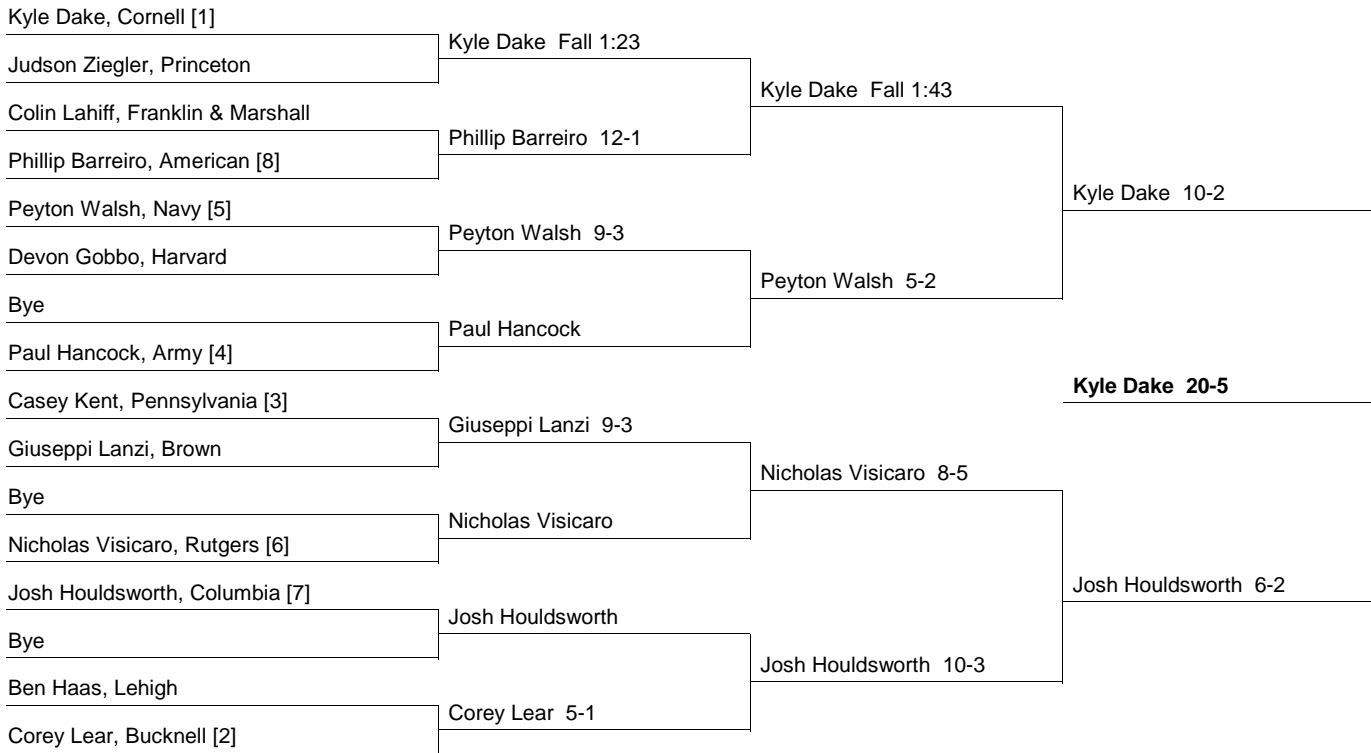 Kyle Dake, Cornell [1]
Judson Ziegler, Princeton
Colin Lahiff, Franklin & Marshall
Phillip Barreiro, American [8]
Peyton Walsh, Navy [5]
Devon Gobbo, Harvard
Bye
Paul Hancock, Army [4]
Casey Kent, Pennsylvania [3]
Giuseppi Lanzi, Brown
Bye
Nicholas Visicaro, Rutgers [6]
Josh Houldsworth, Columbia [7]
Bye
Ben Haas, Lehigh
Corey Lear, Bucknell [2]
Kyle Dake Fall 1:23
Phillip Barreiro 12-1
Peyton Walsh 9-3
Paul Hancock
Giuseppi Lanzi 9-3
Nicholas Visicaro
Josh Houldsworth
Corey Lear 5-1
Kyle Dake Fall 1:43
Peyton Walsh 5-2
Nicholas Visicaro 8-5
Josh Houldsworth 10-3
Kyle Dake 10-2
Josh Houldsworth 6-2
Kyle Dake 20-5